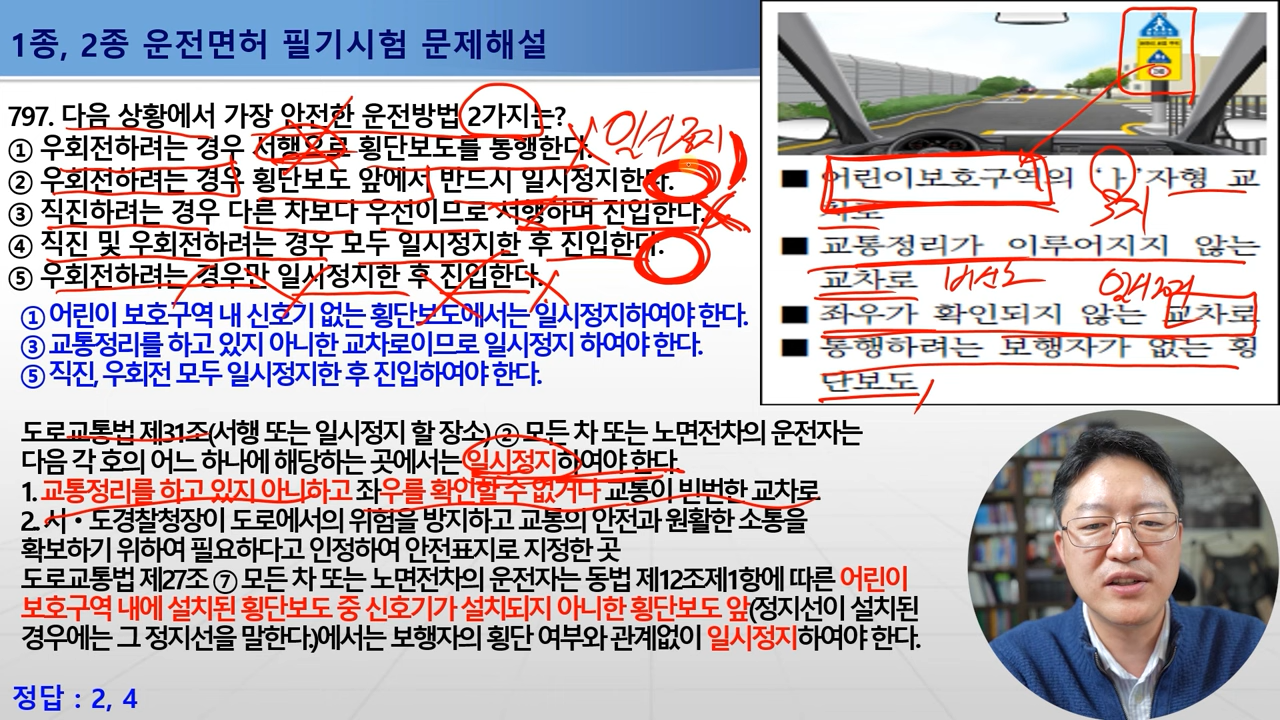 1종, 2종 운전면허 필기시험 문제해설
797. 다음 상황에서 가장 안전한 운전방법 2가지는?
① 우회전하려는 경우 서행으로 횡단보도를 통행한다.
② 우회전하려는 경우 횡단보도 앞에서 반드시 일시정지한다.
③ 직진하려는 경우 다른 차보다 우선이므로 서행하며 진입한다.
④ 직진 및 우회전하려는 경우 모두 일시정지한 후 진입한다.
⑤ 우회전하려는 경우만 일시정지한 후 진입한다.
일시정지
① 어린이 보호구역 내 신호기 없는 횡단보도에서는 일시정지하여야 한다.
③ 교통정리를 하고 있지 아니한 교차로이므로 일시정지 하여야 한다.
⑤ 직진, 우회전 모두 일시정지한 후 진입하여야 한다.
■ 어린이보호구역의 'ㅏ'자형 교
차로
■ 교통정리가 이루어지지 않는
교차로
■ 좌우가 확인되지 않는 교차로
■ 통행하려는 보행자가 없는 횡
단보도
도로교통법 제31조(서행 또는 일시정지 할 장소) ② 모든 차 또는 노면전차의 운전자는
다음 각 호의 어느 하나에 해당하는 곳에서는 일시정지하여야 한다.
1. 교통정리를 하고 있지 아니하고 좌우를 확인할 수 없거나 교통이 빈번한 교차로
2. 시・도경찰청장이 도로에서의 위험을 방지하고 교통의 안전과 원활한 소통을
확보하기 위하여 필요하다고 인정하여 안전표지로 지정한 곳
도로교통법 제27조 ⑦ 모든 차 또는 노면전차의 운전자는 동법 제12조제1항에 따른 어린이
보호구역 내에 설치된 횡단보도 중 신호기가 설치되지 아니한 횡단보도 앞(정지선이 설치된
경우에는 그 정지선을 말한다.)에서는 보행자의 횡단 여부와 관계없이 일시정지하여야 한다.
정답 : 2, 4